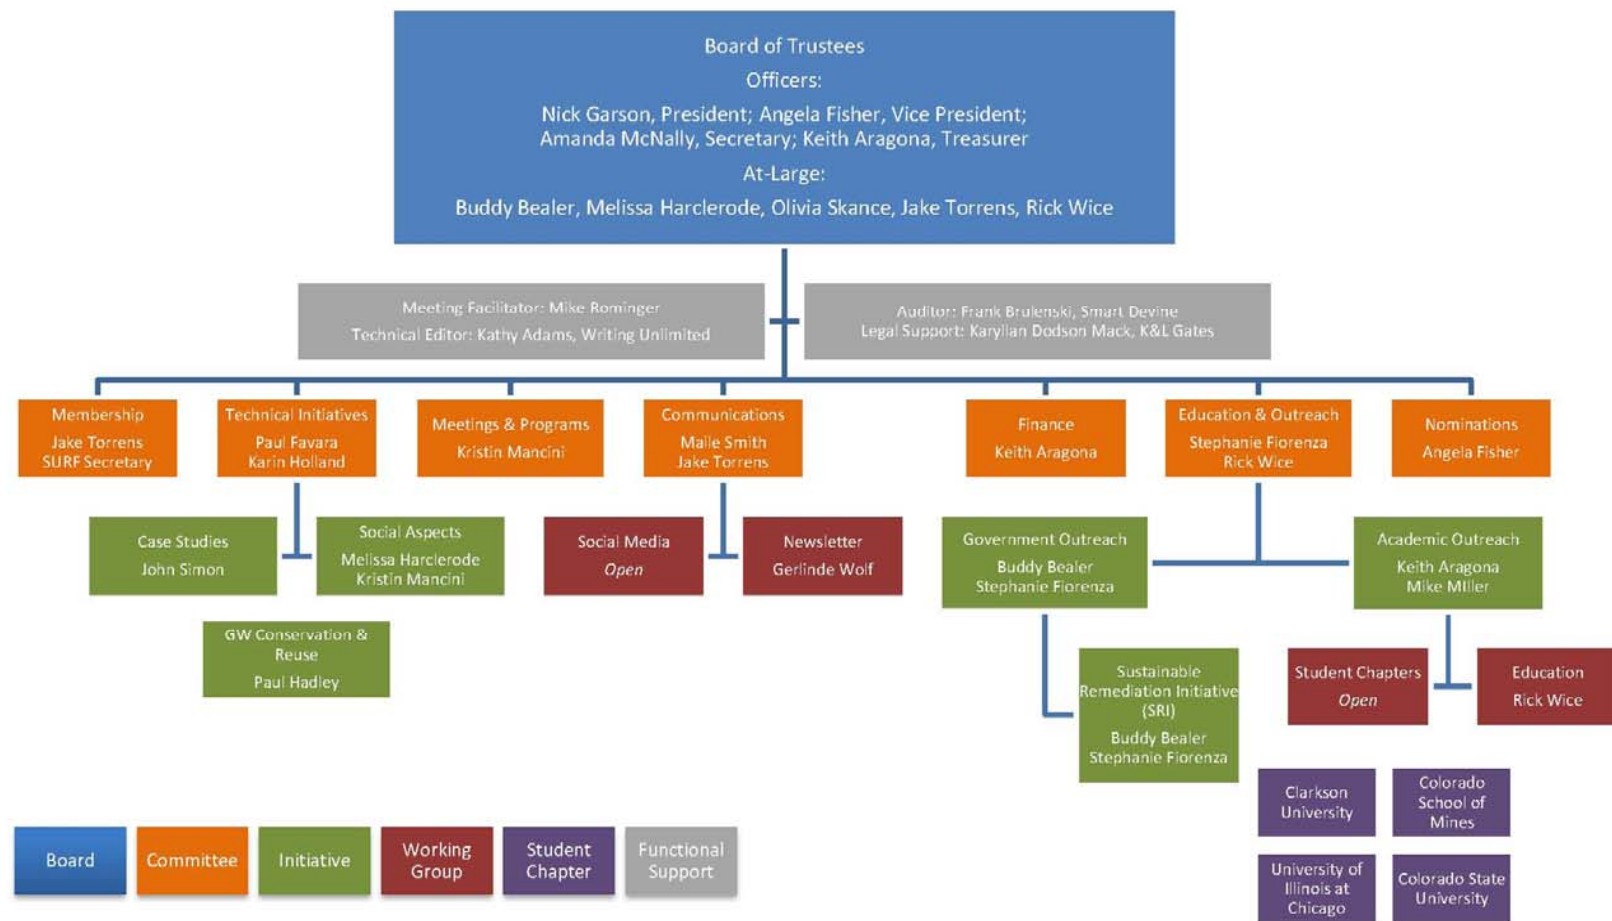 Board of Trustees
Officers:
Nick Garson, President; Angela Fisher, Vice President;
Amanda McNally, Secretary; Keith Aragona, Treasurer
At-Large:
Buddy Bealer, Melissa Harclerode, Olivia Skance, Jake Torrens, Rick Wice
Meeting Facilitator: Mike Rominger
Technical Editor: Kathy Adams, Writing Unlimited
Auditor: Frank Brulenski, Smart Devine
Legal Support: Karyllan Dodson Mack, K&L Gates
Membership
Jake Torrens
SURF Secretary
Technical Initiatives
Paul Favara
Karin Holland
Meetings & Programs
Kristin Mancini
Communications
Maile Smith
Jake Torrens
Finance
Keith Aragona
Education & Outreach
Stephanie Fiorenza
Rick Wice
Nominations
Angela Fisher
Case Studies
John Simon
Social Aspects
Melissa Harclerode
Kristin Mancini
GW Conservation &
Reuse
Paul Hadley
Social Media
Open
Newsletter
Gerlinde Wolf
Government Outreach
Buddy Bealer
Stephanie Fiorenza
Academic Outreach
Keith Aragona
Mike MIller
Sustainable
Remediation Initiative
(SRI)
Buddy Bealer
Stephanie Fiorenza
Student Chapters
Open
Education
Rick Wice
Clarkson
University
Colorado
School of
Mines
University of
Illinois at
Chicago
Colorado State
University
Board
Committee
Initiative
Working
Group
Student
Chapter
Functional
Support